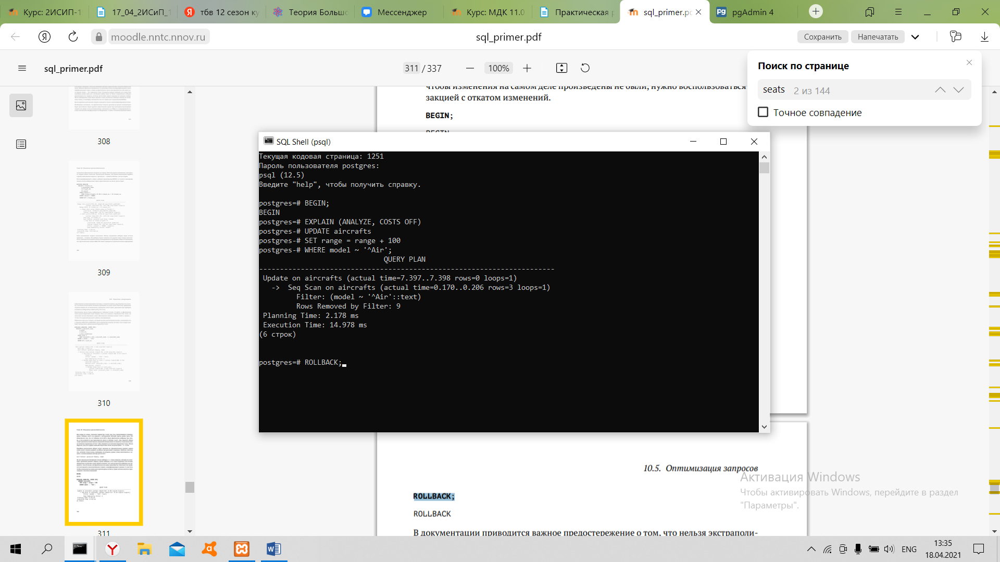 Курс: 2ИСИП-1
17_04_2ИСиП_1
тбв 12 сезон ку
Теория Большо
Мессенджер
Курс: МДК 11.0
Практическая р
sql_primer.pd
pgAdmin 4
moodle.nntc.nnov.ru
sql_primer.pdf
Сохранить
Напечатать
sql_primer.pdf
311 / 337
100%
Поиск по странице
seats 2 из 144
Точное совпадение
308
309
310
311
чтобы изменения на самом деле произведены не были, нужно воспользоваться
закцией с откатом изменений.
BEGIN;
BEGIN
SQL Shell (psql)
Текущая кодовая страница: 1251
Пароль пользователя postgres:
psql (12.5)
Введите "help", чтобы получить справку.
postgres=# BEGIN;
BEGIN
postgres=# EXPLAIN (ANALYZE, COSTS OFF)
postgres-# UPDATE aircrafts
postgres-# SET range = range + 100
postgres-# WHERE model ~ '^Air';
QUERY PLAN
-----------------------------------------------------------------------
Update on aircrafts (actual time=7.397..7.398 rows=0 loops=1)
-> Seq Scan on aircrafts (actual time=0.170..0.206 rows=3 loops=1)
Filter: (model ~ '^Air'::text)
Rows Removed by Filter: 9
Planning Time: 2.178 ms
Execution Time: 14.978 ms
(6 строк)
postgres=# ROLLBACK;
10.5. Оптимизация запросов
ROLLBACK;
ROLLBACK
В документации приводится важное предостережение о том, что нельзя экстраполи-
Активация Windows
Чтобы активировать Windows, перейдите в раздел
"Параметры".
ENG
13:35
18.04.2021